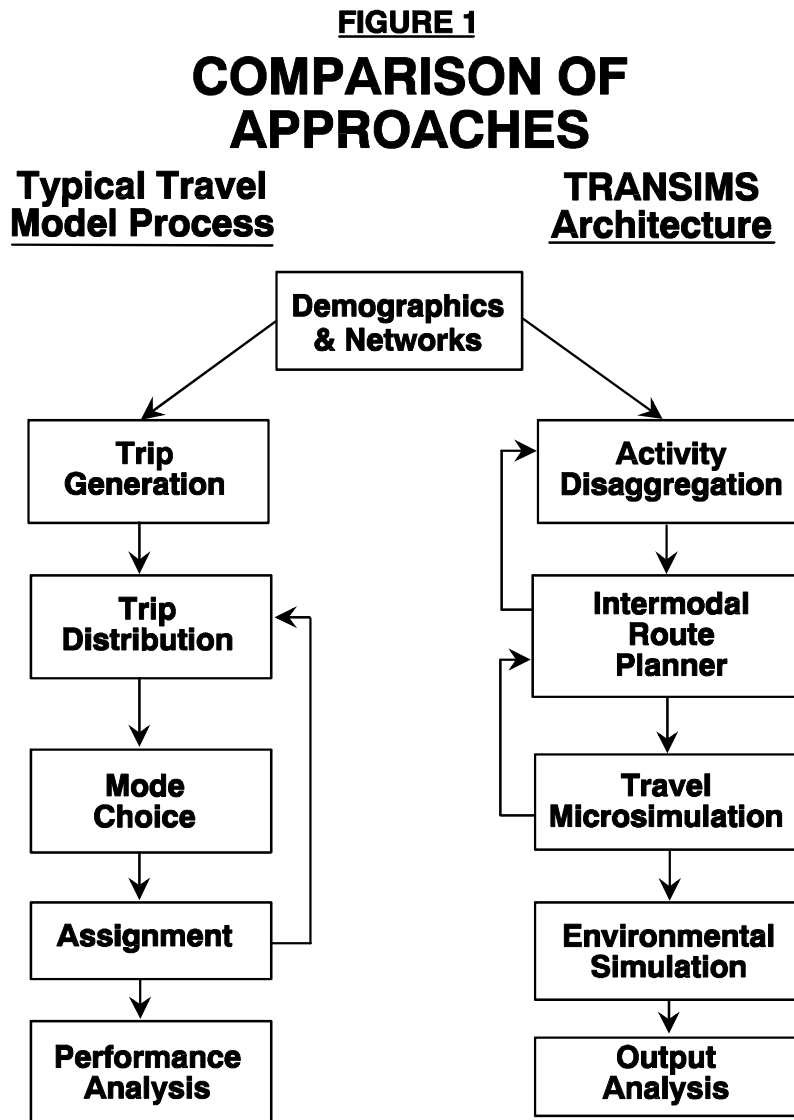 FIGURE 1
COMPARISON OF
APPROACHES
Typical Travel
Model Process
TRANSIMS
Architecture
Demographics
& Networks
Trip
Generation
Trip
Distribution
Mode
Choice
Assignment
Performance
Analysis
Activity
Disaggregation
Intermodal
Route
Planner
Travel
Microsimulation
Environmental
Simulation
Output
Analysis